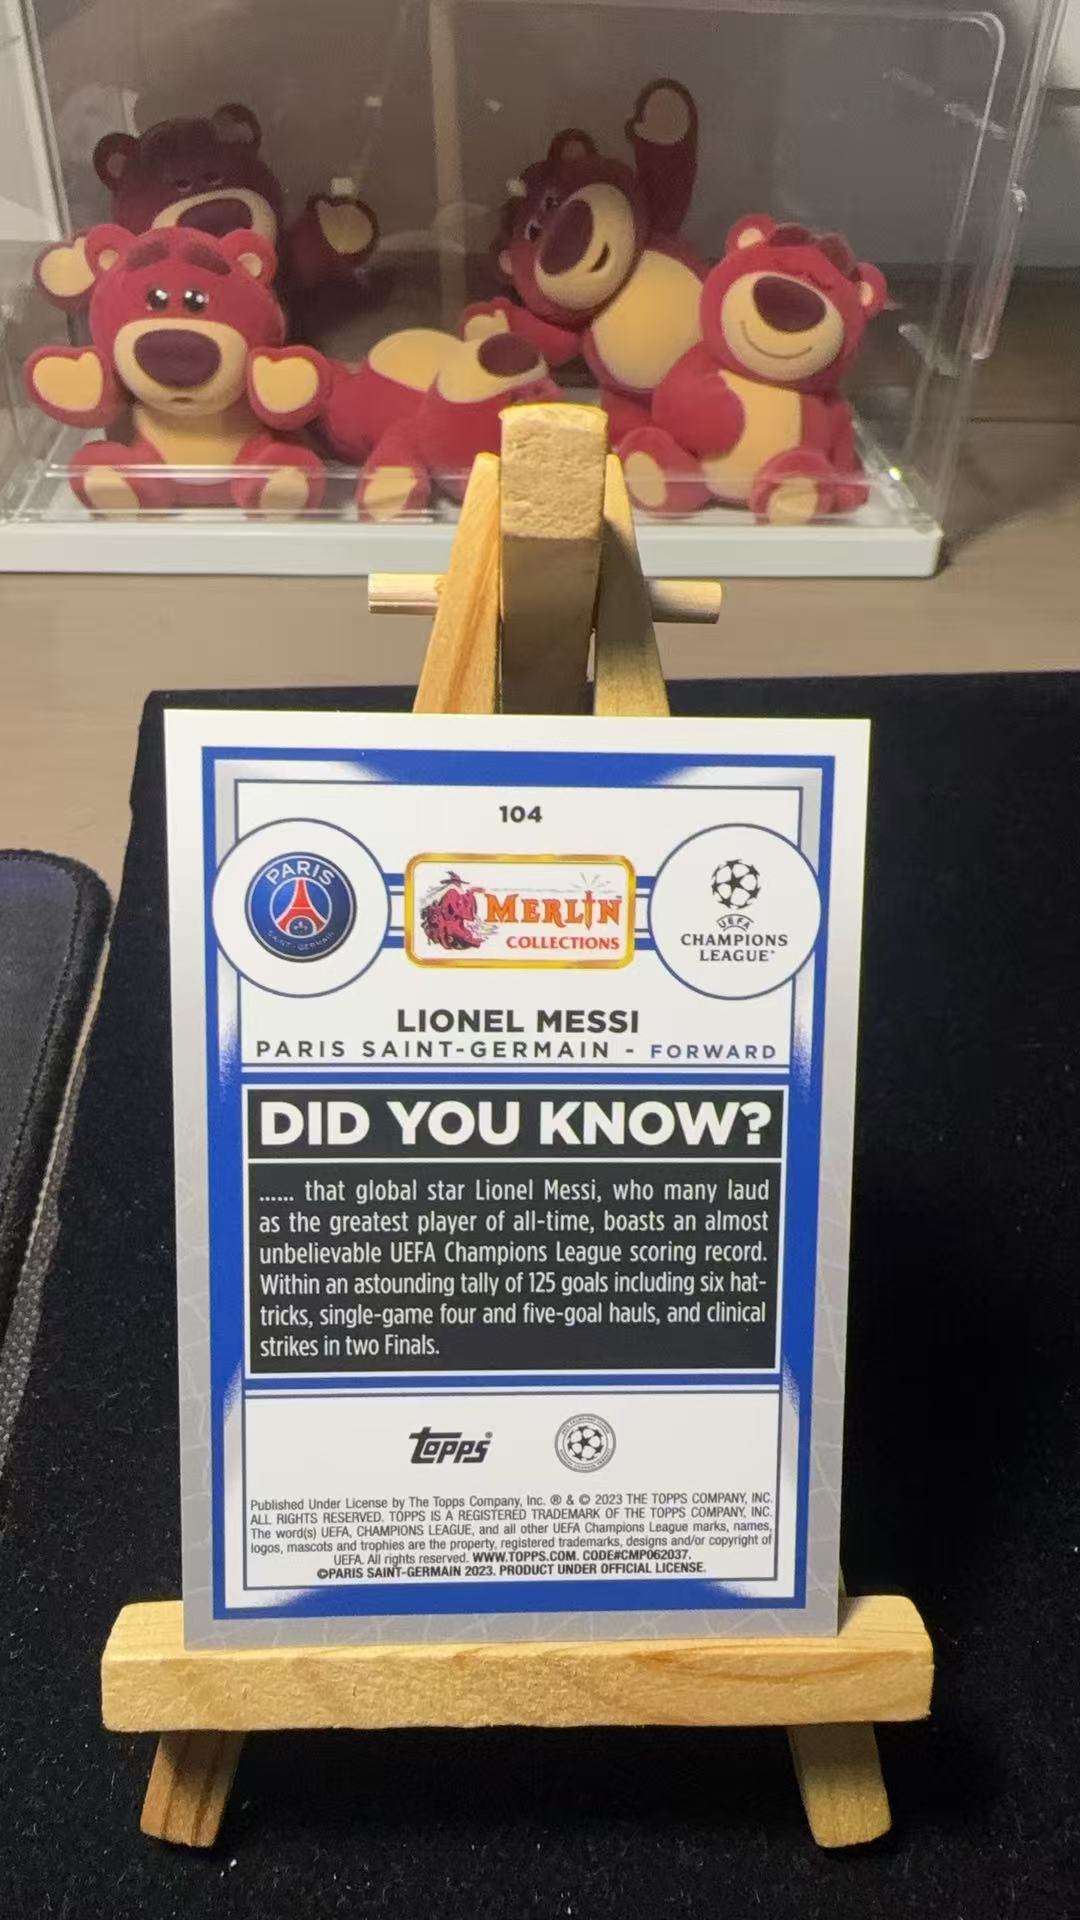 104
PARIS
SAINT-GERMAIN
MERLIN
COLLECTIONS
UEFA
CHAMPIONS
LEAGUE
LIONEL MESSI
PARIS SAINT-GERMAIN - FORWARD
DID YOU KNOW?
...... that global star Lionel Messi, who many laud
as the greatest player of all-time, boasts an almost
unbelievable UEFA Champions League scoring record.
Within an astounding tally of 125 goals including six hat-
tricks, single-game four and five-goal hauls, and clinical
strikes in two Finals.
topps®
Published Under License by The Topps Company, Inc. ® & © 2023 THE TOPPS COMPANY, INC.
ALL RIGHTS RESERVED. TOPPS IS A REGISTERED TRADEMARK OF THE TOPPS COMPANY, INC.
The word(s) UEFA, CHAMPIONS LEAGUE, and all other UEFA Champions League marks, names,
logos, mascots and trophies are the property, registered trademarks, designs and/or copyright of
UEFA. All rights reserved. WWW.TOPPS.COM. CODE#CMP062037.
©PARIS SAINT-GERMAIN 2023. PRODUCT UNDER OFFICIAL LICENSE.